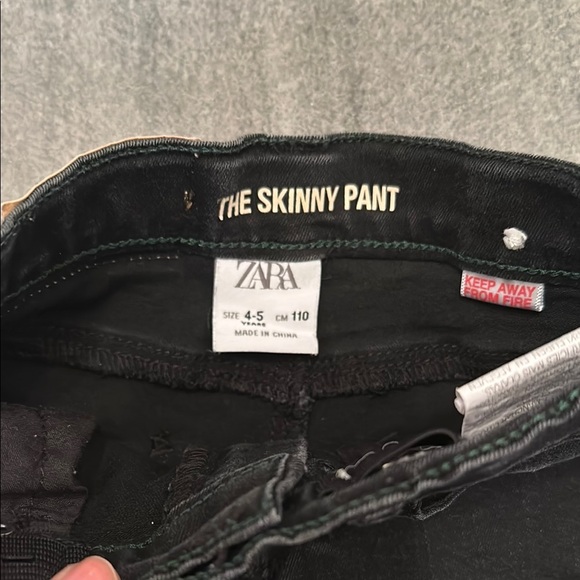 THE SKINNY PANT
ZARA
SIZE 4-5 CM 110
YEARS
MADE IN CHINA
KEEP AWAY
FROM FIRE